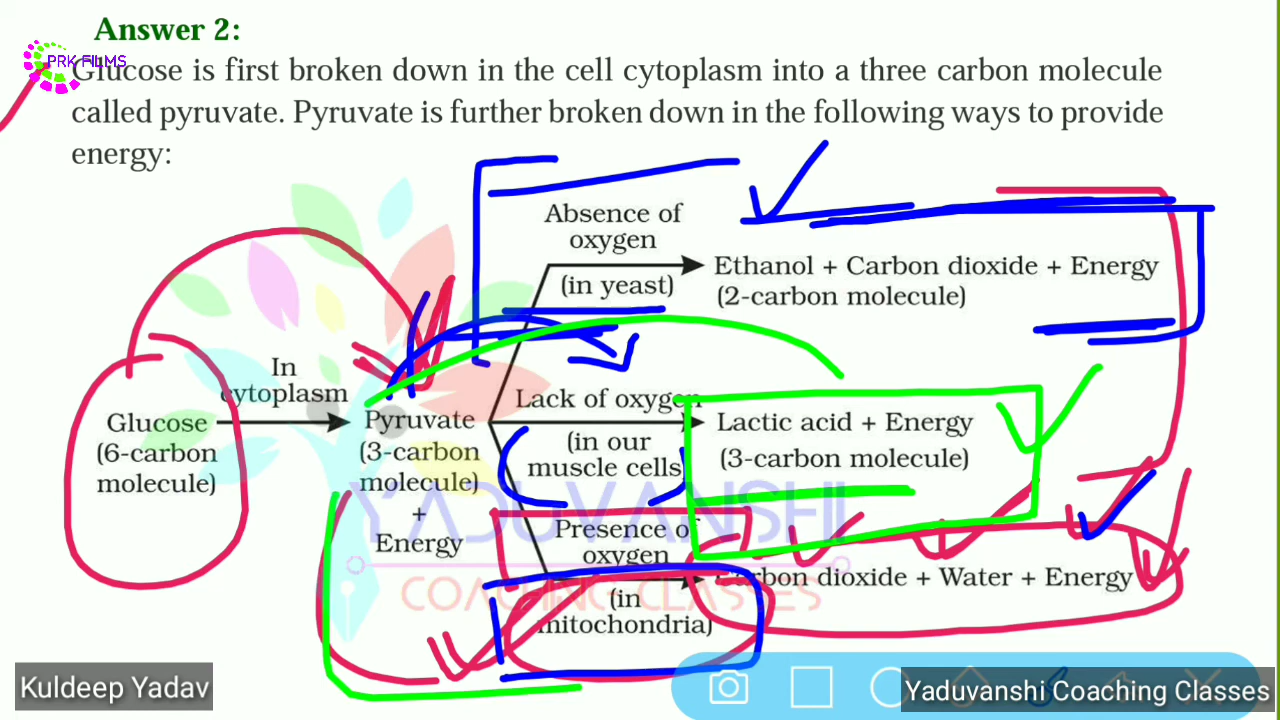 Answer 2:
PRK FILMS
Glucose is first broken down in the cell cytoplasm into a three carbon molecule
called pyruvate. Pyruvate is further broken down in the following ways to provide
energy:
Absence of
oxygen
(in yeast)
Ethanol + Carbon dioxide + Energy
(2-carbon molecule)
In
cytoplasm
Glucose
(6-carbon
molecule)
Pyruvate
(3-carbon
molecule)
+
Energy
Lack of oxygen
(in our
muscle cells)
Lactic acid + Energy
(3-carbon molecule)
Presence of
oxygen
(in
mitochondria)
Carbon dioxide + Water + Energy
YADUVANSHI
COACHING CLASSES
Kuldeep Yadav
Yaduvanshi Coaching Classes